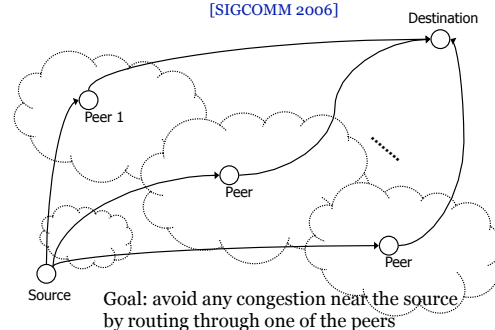 [SIGCOMM 2006]
Destination
Peer 1
Peer
Peer
Source
Goal: avoid any congestion near the source
by routing through one of the peers